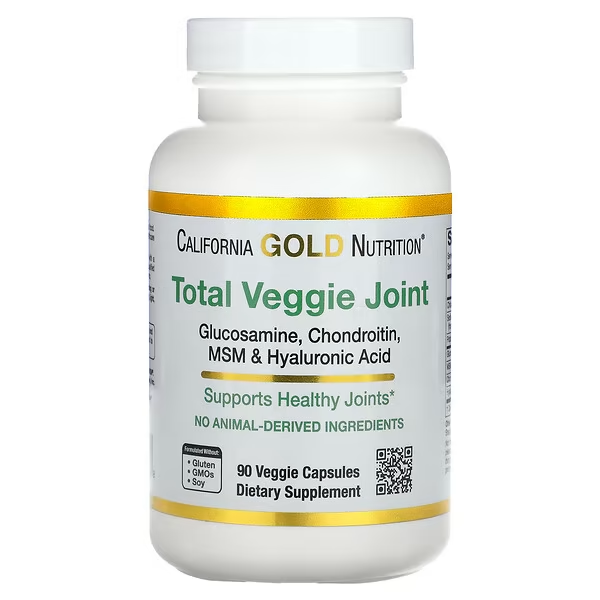 CALIFORNIA GOLD NUTRITION®
Total Veggie Joint
Glucosamine, Chondroitin,
MSM & Hyaluronic Acid
Supports Healthy Joints*
NO ANIMAL-DERIVED INGREDIENTS
Formulated Without:
• Gluten
• GMOs
• Soy
90 Veggie Capsules
Dietary Supplement